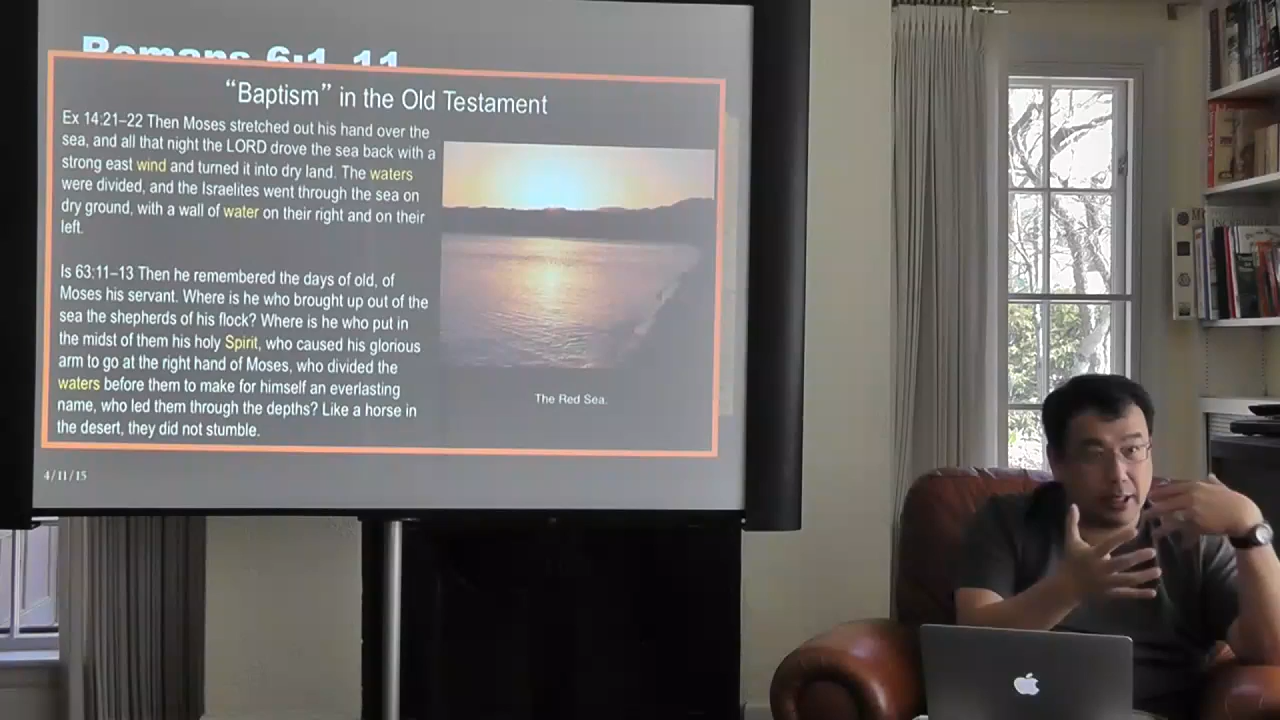 Romans 6:1–11
“Baptism” in the Old Testament
Ex 14:21–22 Then Moses stretched out his hand over the
sea, and all that night the LORD drove the sea back with a
strong east wind and turned it into dry land. The waters
were divided, and the Israelites went through the sea on
dry ground, with a wall of water on their right and on their
left.
Is 63:11–13 Then he remembered the days of old, of
Moses his servant. Where is he who brought up out of the
sea the shepherds of his flock? Where is he who put in
the midst of them his holy Spirit, who caused his glorious
arm to go at the right hand of Moses, who divided the
waters before them to make for himself an everlasting
name, who led them through the depths? Like a horse in
the desert, they did not stumble.
The Red Sea.
4/11/15